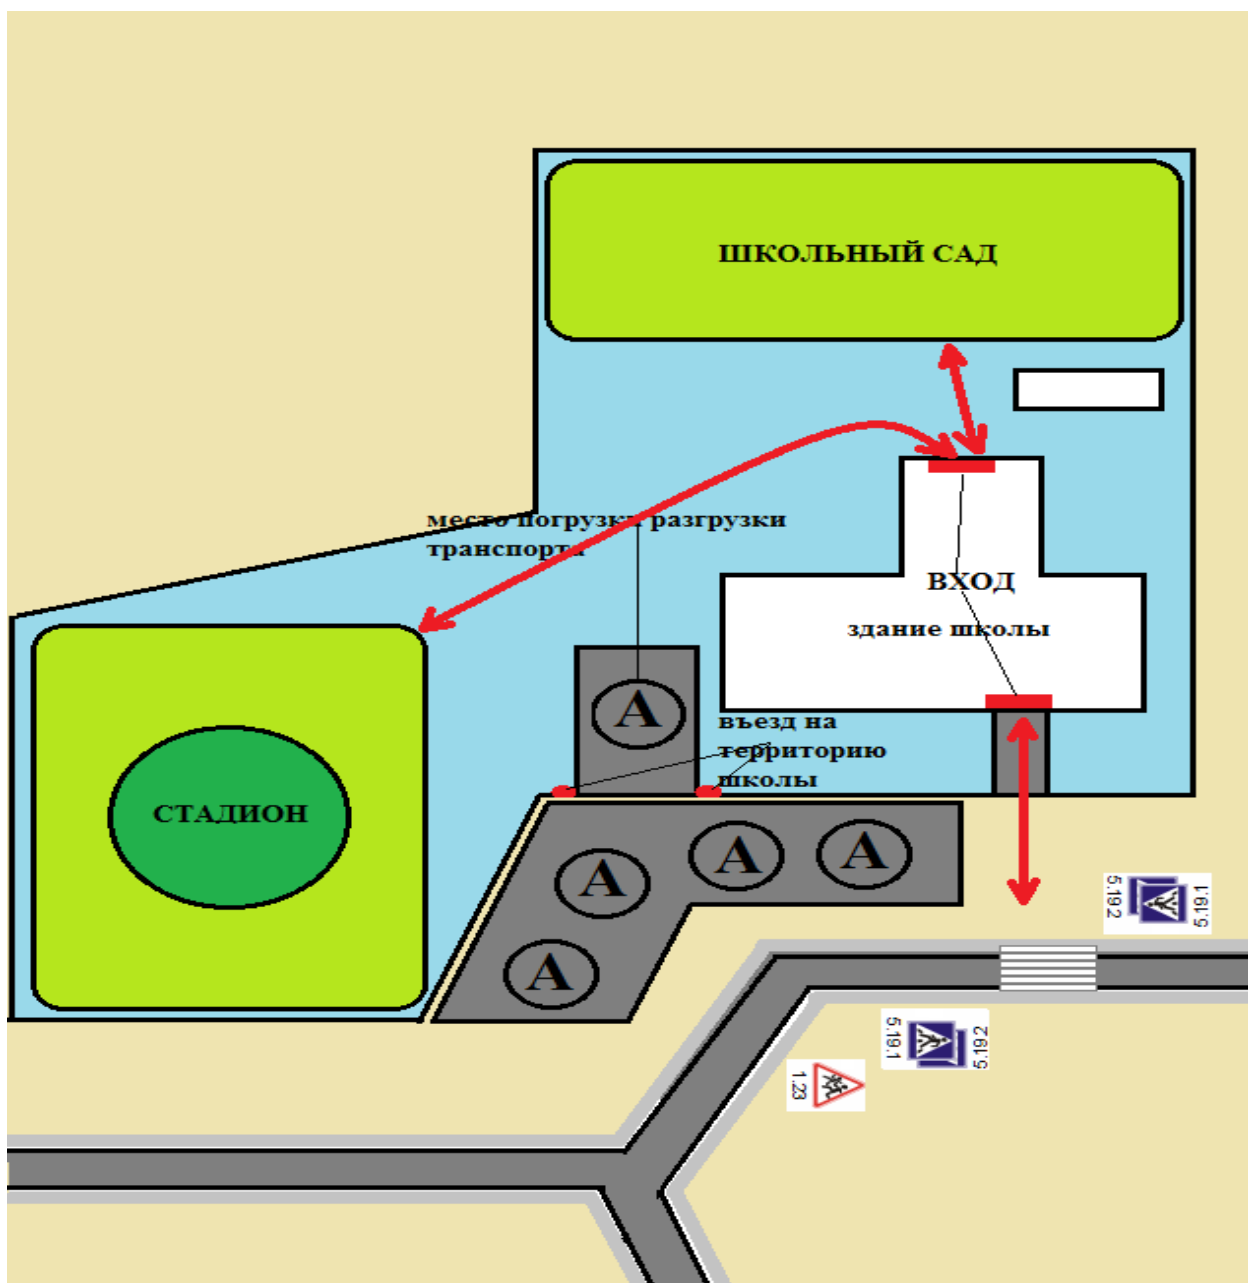 ШКОЛЬНЫЙ САД
место погрузки разгрузки
транспорта
ВХОД
здание школы
А
въезд на
территорию
школы
СТАДИОН
А
А
А
А
5.19.2
5.19.1
5.19.1
5.19.2
1.23